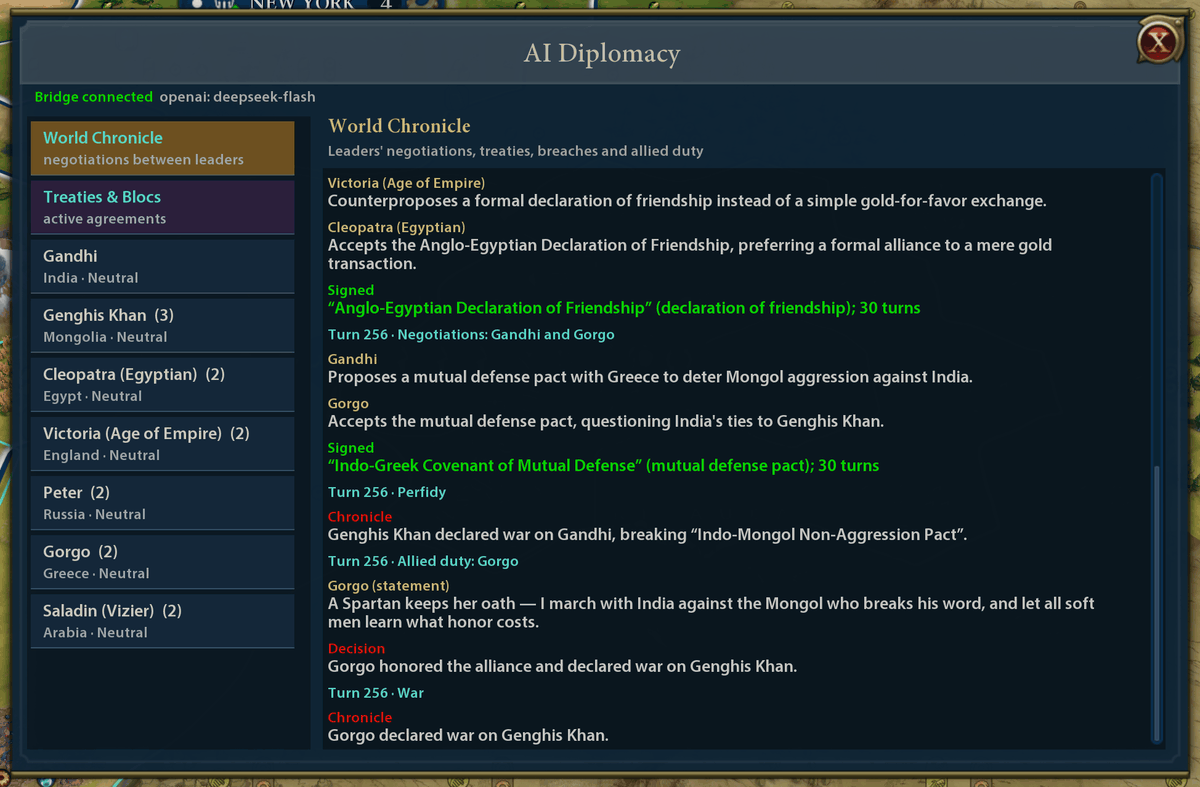 NEW YORK 4
AI Diplomacy
X
Bridge connected openai: deepseek-flash
World Chronicle
negotiations between leaders
Treaties & Blocs
active agreements
Gandhi
India · Neutral
Genghis Khan (3)
Mongolia · Neutral
Cleopatra (Egyptian) (2)
Egypt · Neutral
Victoria (Age of Empire) (2)
England · Neutral
Peter (2)
Russia · Neutral
Gorgo (2)
Greece · Neutral
Saladin (Vizier) (2)
Arabia · Neutral
World Chronicle
Leaders' negotiations, treaties, breaches and allied duty
Victoria (Age of Empire)
Counterproposes a formal declaration of friendship instead of a simple gold-for-favor exchange.
Cleopatra (Egyptian)
Accepts the Anglo-Egyptian Declaration of Friendship, preferring a formal alliance to a mere gold
transaction.
Signed
“Anglo-Egyptian Declaration of Friendship” (declaration of friendship); 30 turns
Turn 256 · Negotiations: Gandhi and Gorgo
Gandhi
Proposes a mutual defense pact with Greece to deter Mongol aggression against India.
Gorgo
Accepts the mutual defense pact, questioning India's ties to Genghis Khan.
Signed
“Indo-Greek Covenant of Mutual Defense” (mutual defense pact); 30 turns
Turn 256 · Perfidy
Chronicle
Genghis Khan declared war on Gandhi, breaking “Indo-Mongol Non-Aggression Pact”.
Turn 256 · Allied duty: Gorgo
Gorgo (statement)
A Spartan keeps her oath — I march with India against the Mongol who breaks his word, and let all soft
men learn what honor costs.
Decision
Gorgo honored the alliance and declared war on Genghis Khan.
Turn 256 · War
Chronicle
Gorgo declared war on Genghis Khan.